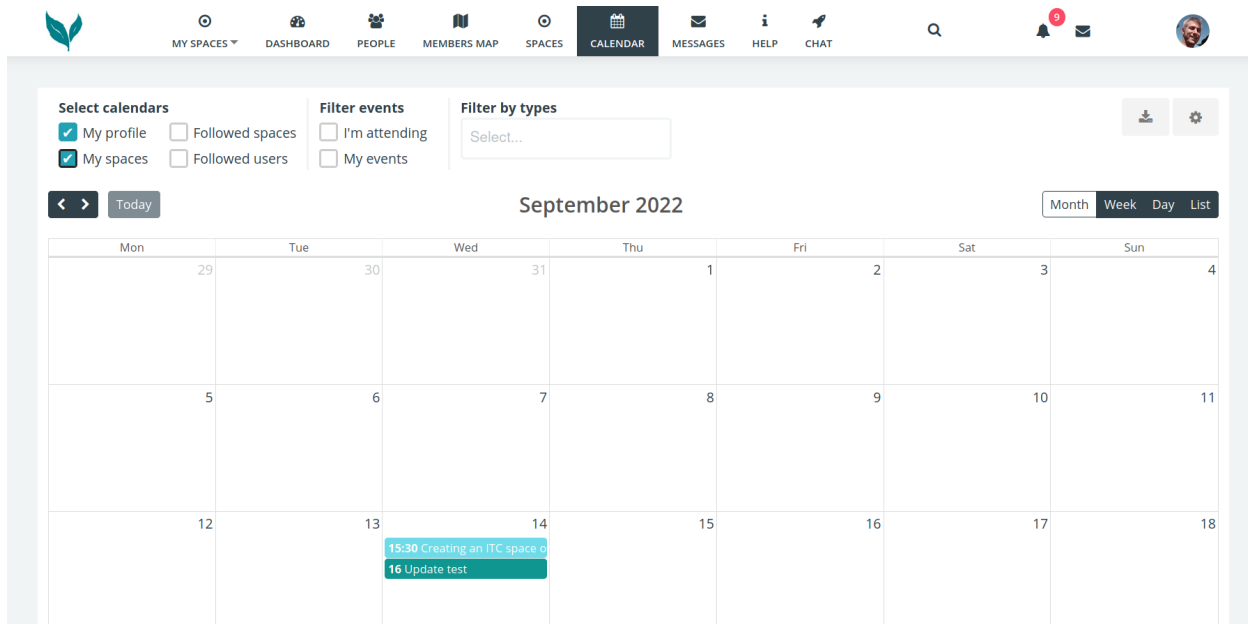 9
MY SPACES DASHBOARD PEOPLE MEMBERS MAP SPACES CALENDAR MESSAGES HELP CHAT
Select calendars Filter events Filter by types
My profile Followed spaces I'm attending Select...
My spaces Followed users My events
Today September 2022 Month Week Day List
Mon Tue Wed Thu Fri Sat Sun
29 30 31 1 2 3 4
5 6 7 8 9 10 11
12 13 14 15 16 17 18
15:30 Creating an ITC space o
16 Update test